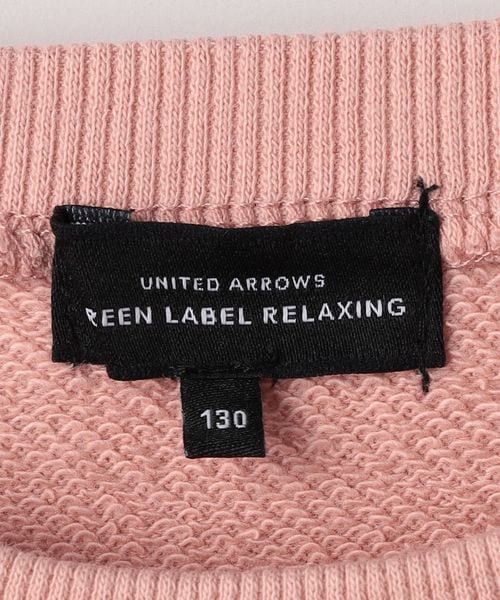 UNITED ARROWS
REEN LABEL RELAXING
130